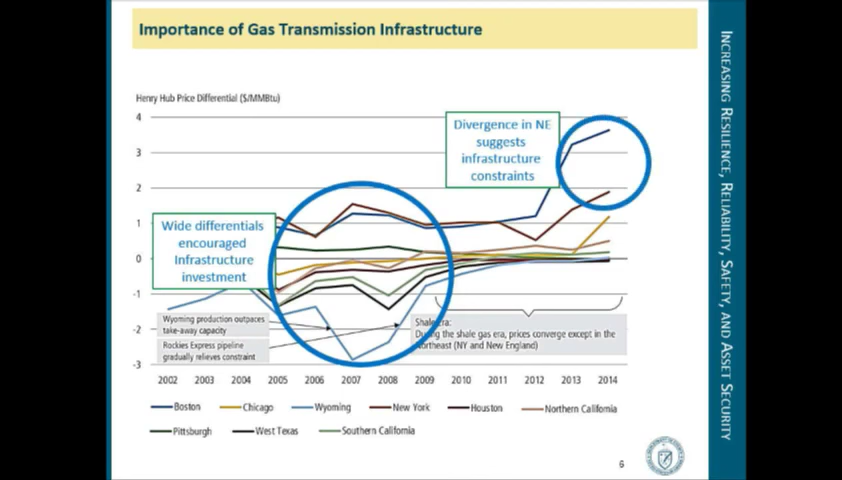 Importance of Gas Transmission Infrastructure
Henry Hub Price Differential ($/MMBtu)
4
3
2
1
0
-1
-2
-3
Divergence in NE
suggests
infrastructure
constraints
Wide differentials
encouraged
Infrastructure
investment
Wyoming production outpaces
take-away capacity
Rockies Express pipeline
gradually relieves constraint
Shale era:
During the shale gas era, prices converge except in the
Northeast (NY and New England)
2002 2003 2004 2005 2006 2007 2008 2009 2010 2011 2012 2013 2014
Boston Chicago Wyoming New York Houston Northern California
Pittsburgh West Texas Southern California
6
INCREASING RESILIENCE, RELIABILITY, SAFETY, AND ASSET SECURITY